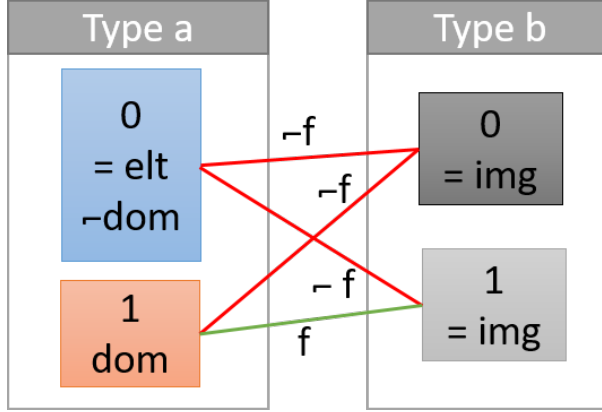 Type a
Type b
0
= elt
¬dom
1
dom
¬f
¬f
¬ f
f
0
= img
1
= img